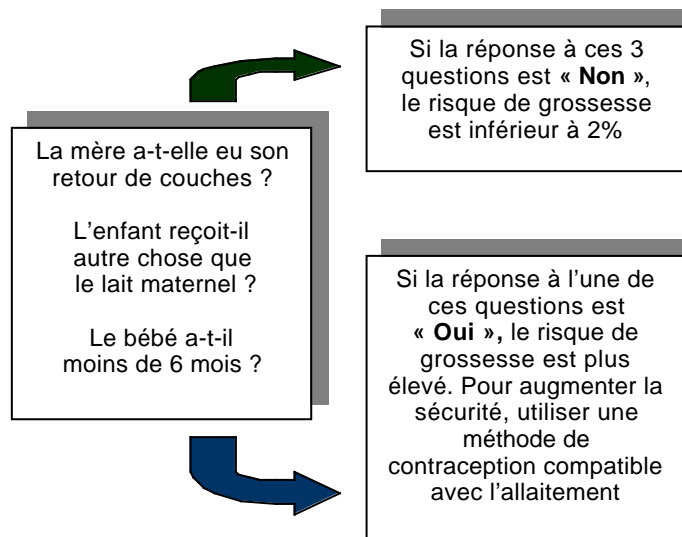 La mère a-t-elle eu son
retour de couches ?
L'enfant reçoit-il
autre chose que
le lait maternel ?
Le bébé a-t-il
moins de 6 mois ?
Si la réponse à ces 3
questions est « Non »,
le risque de grossesse
est inférieur à 2%
Si la réponse à l'une de
ces questions est
« Oui », le risque de
grossesse est plus
élevé. Pour augmenter la
sécurité, utiliser une
méthode de
contraception compatible
avec l'allaitement